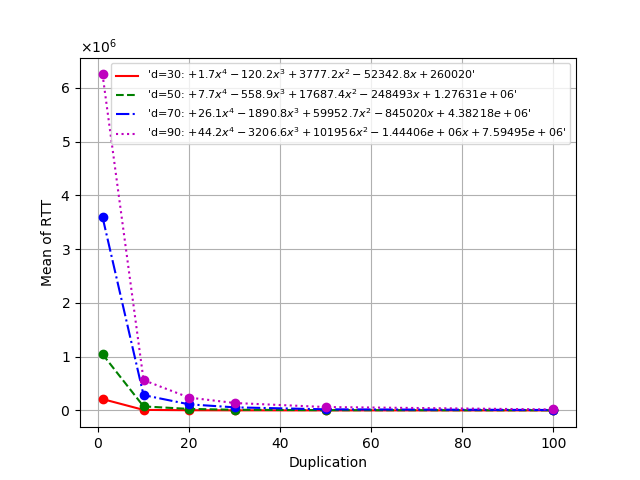 ×10⁶
'd=30: +1.7x⁴ − 120.2x³ + 3777.2x² − 52342.8x + 260020'
'd=50: +7.7x⁴ − 558.9x³ + 17687.4x² − 248493x + 1.27631e + 06'
'd=70: +26.1x⁴ − 1890.8x³ + 59952.7x² − 845020x + 4.38218e + 06'
'd=90: +44.2x⁴ − 3206.6x³ + 101956x² − 1.44406e + 06x + 7.59495e + 06'
6
5
4
3
2
1
0
Mean of RTT
0 20 40 60 80 100
Duplication